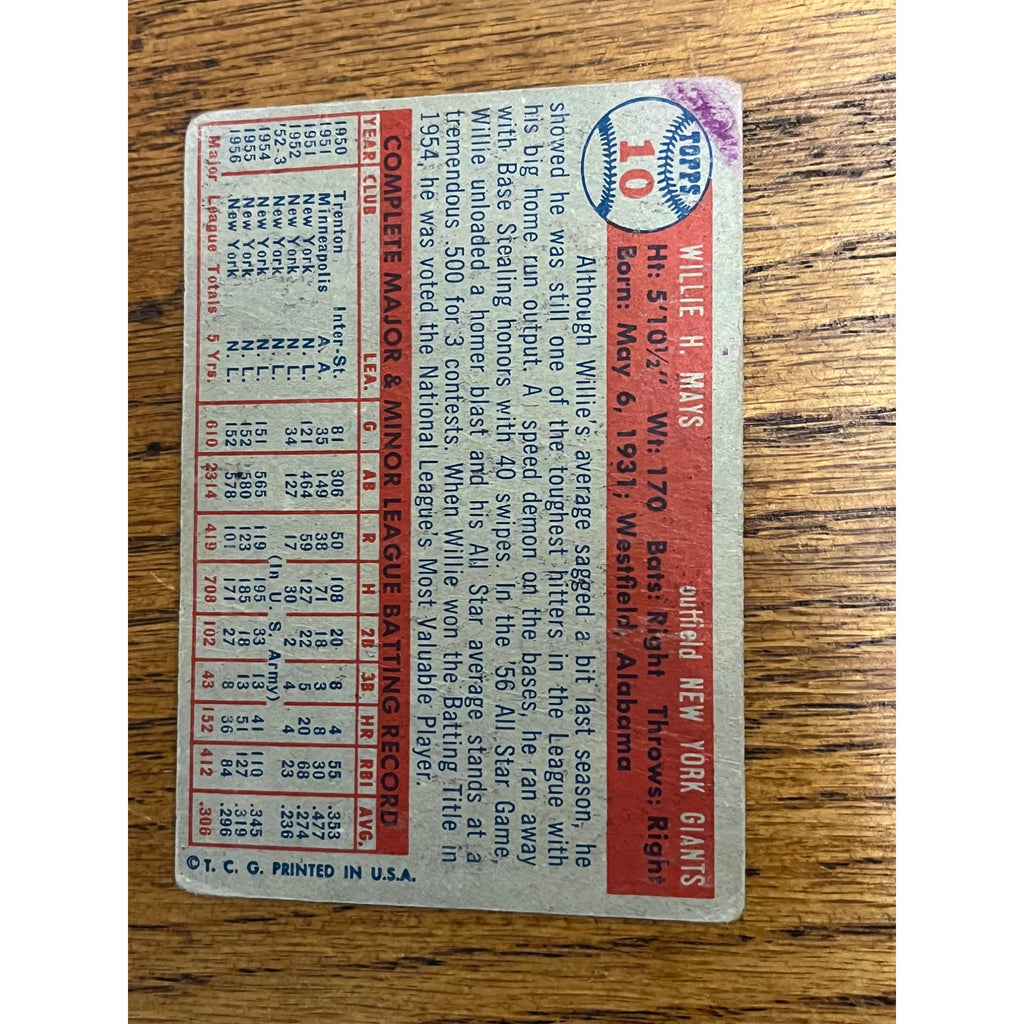 TOPPS
10
WILLIE H. MAYS outfield NEW YORK GIANTS
Ht: 5'10½" Wt: 170 Bats: Right Throws: Right
Born: May 6, 1931; Westfield, Alabama
Although Willie's average sagged a bit last season, he
showed he was still one of the toughest hitters in the League with
his big home run output. A speed demon on the bases, he ran away
with Base Stealing honors with 40 swipes. In the '56 All Star Game,
Willie unloaded a homer blast and his All Star average stands at a
tremendous .500 for 3 contests. When Willie won the Batting Title in
1954, he was voted the National League's Most Valuable Player.
COMPLETE MAJOR & MINOR LEAGUE BATTING RECORD
YEAR CLUB LEA. G AB R H 2B 3B HR RBI AVG.
1950 Trenton Inter-St. 81 306 50 108 20 8 4 55 .353
1951 Minneapolis A. A. 35 149 38 71 18 3 8 30 .477
1951 New York N. L. 121 464 59 127 22 5 20 68 .274
1952 New York N. L. 34 127 17 30 2 4 4 23 .236
'52-3 New York N. L. (In U. S. Army)
1954 New York N. L. 151 565 119 195 33 13 41 110 .345
1955 New York N. L. 152 580 123 185 18 13 51 127 .319
1956 New York N. L. 152 578 101 171 27 8 36 84 .296
Major League Totals 5 Yrs. 610 2314 419 708 102 43 152 412 .306
© T. C. G. PRINTED IN U.S.A.